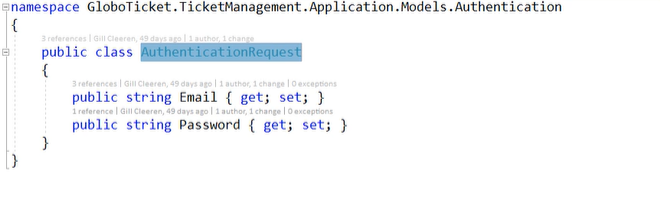 namespace GloboTicket.TicketManagement.Application.Models.Authentication
{
3 references | Gill Cleeren, 49 days ago | 1 author, 1 change
public class AuthenticationRequest
{
3 references | Gill Cleeren, 49 days ago | 1 author, 1 change | 0 exceptions
public string Email { get; set; }
1 reference | Gill Cleeren, 49 days ago | 1 author, 1 change | 0 exceptions
public string Password { get; set; }
}
}